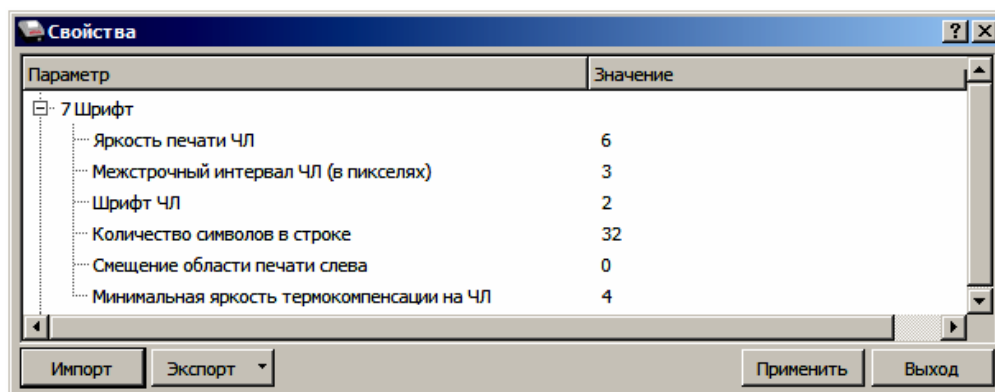 Свойства
Параметр Значение
7 Шрифт
Яркость печати ЧЛ 6
Межстрочный интервал ЧЛ (в пикселях) 3
Шрифт ЧЛ 2
Количество символов в строке 32
Смещение области печати слева 0
Минимальная яркость термокомпенсации на ЧЛ 4
Импорт Экспорт Применить Выход